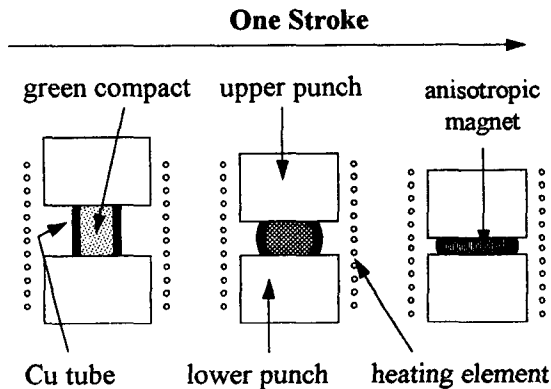 One Stroke
green compact
upper punch
anisotropic
magnet
Cu tube
lower punch
heating element